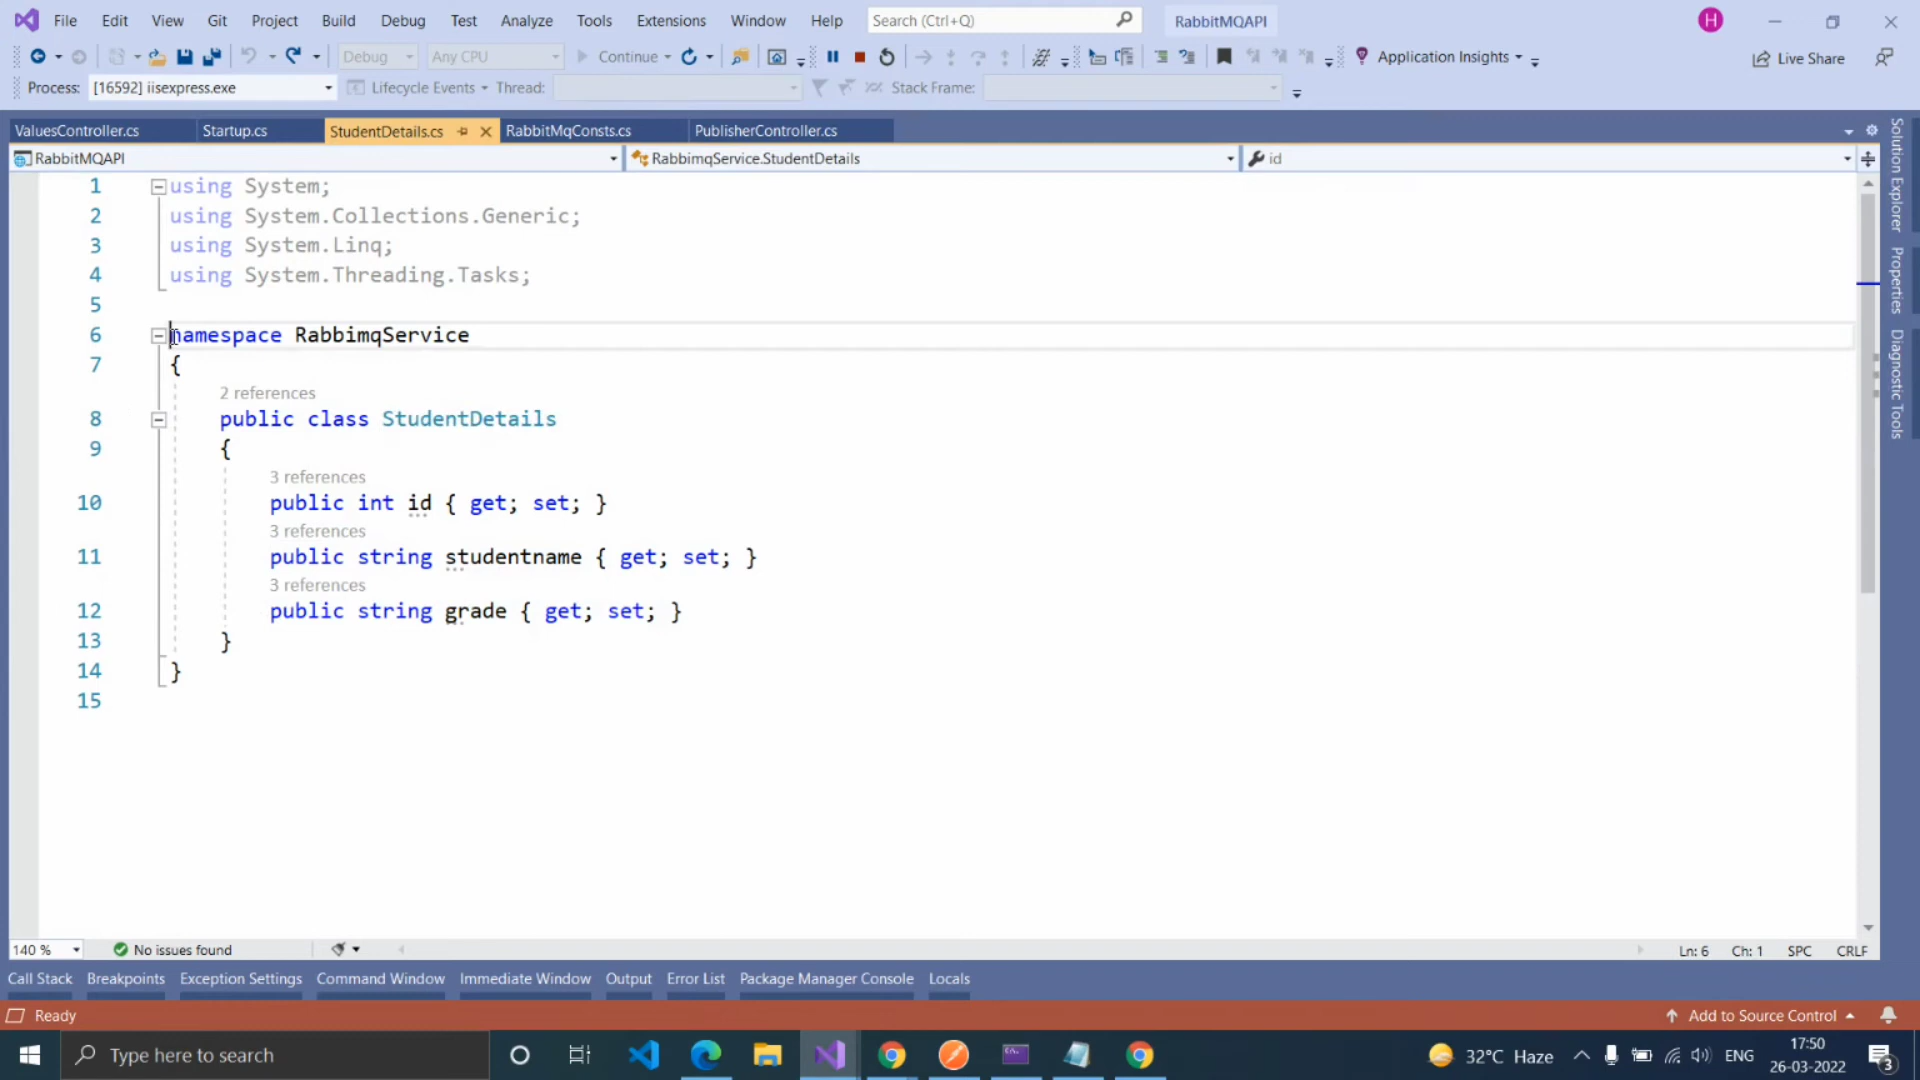 File Edit View Git Project Build Debug Test Analyze Tools Extensions Window Help Search (Ctrl+Q) RabbitMQAPI H
Debug Any CPU Continue Application Insights Live Share
Process: [16592] iisexpress.exe Lifecycle Events Thread: Stack Frame:
ValuesController.cs Startup.cs StudentDetails.cs RabbitMqConsts.cs PublisherController.cs
RabbitMQAPI RabbimqService.StudentDetails id
1 using System;
2 using System.Collections.Generic;
3 using System.Linq;
4 using System.Threading.Tasks;
5
6 namespace RabbimqService
7 {
2 references
8 public class StudentDetails
9 {
3 references
10 public int id { get; set; }
3 references
11 public string studentname { get; set; }
3 references
12 public string grade { get; set; }
13 }
14 }
15
Solution Explorer
Properties
Diagnostic Tools
140 % No issues found Ln: 6 Ch: 1 SPC CRLF
Call Stack Breakpoints Exception Settings Command Window Immediate Window Output Error List Package Manager Console Locals
Ready Add to Source Control
Type here to search 32°C Haze ENG 17:50
26-03-2022 3